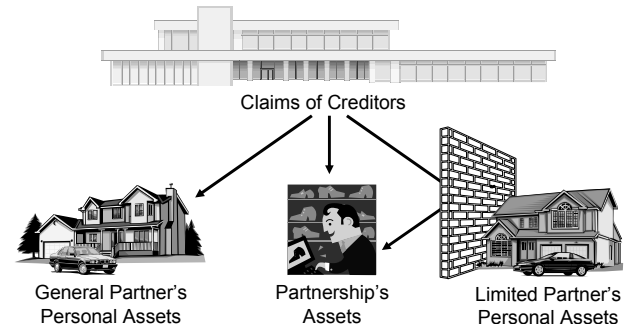 Claims of Creditors
General Partner's
Personal Assets
Partnership's
Assets
Limited Partner's
Personal Assets